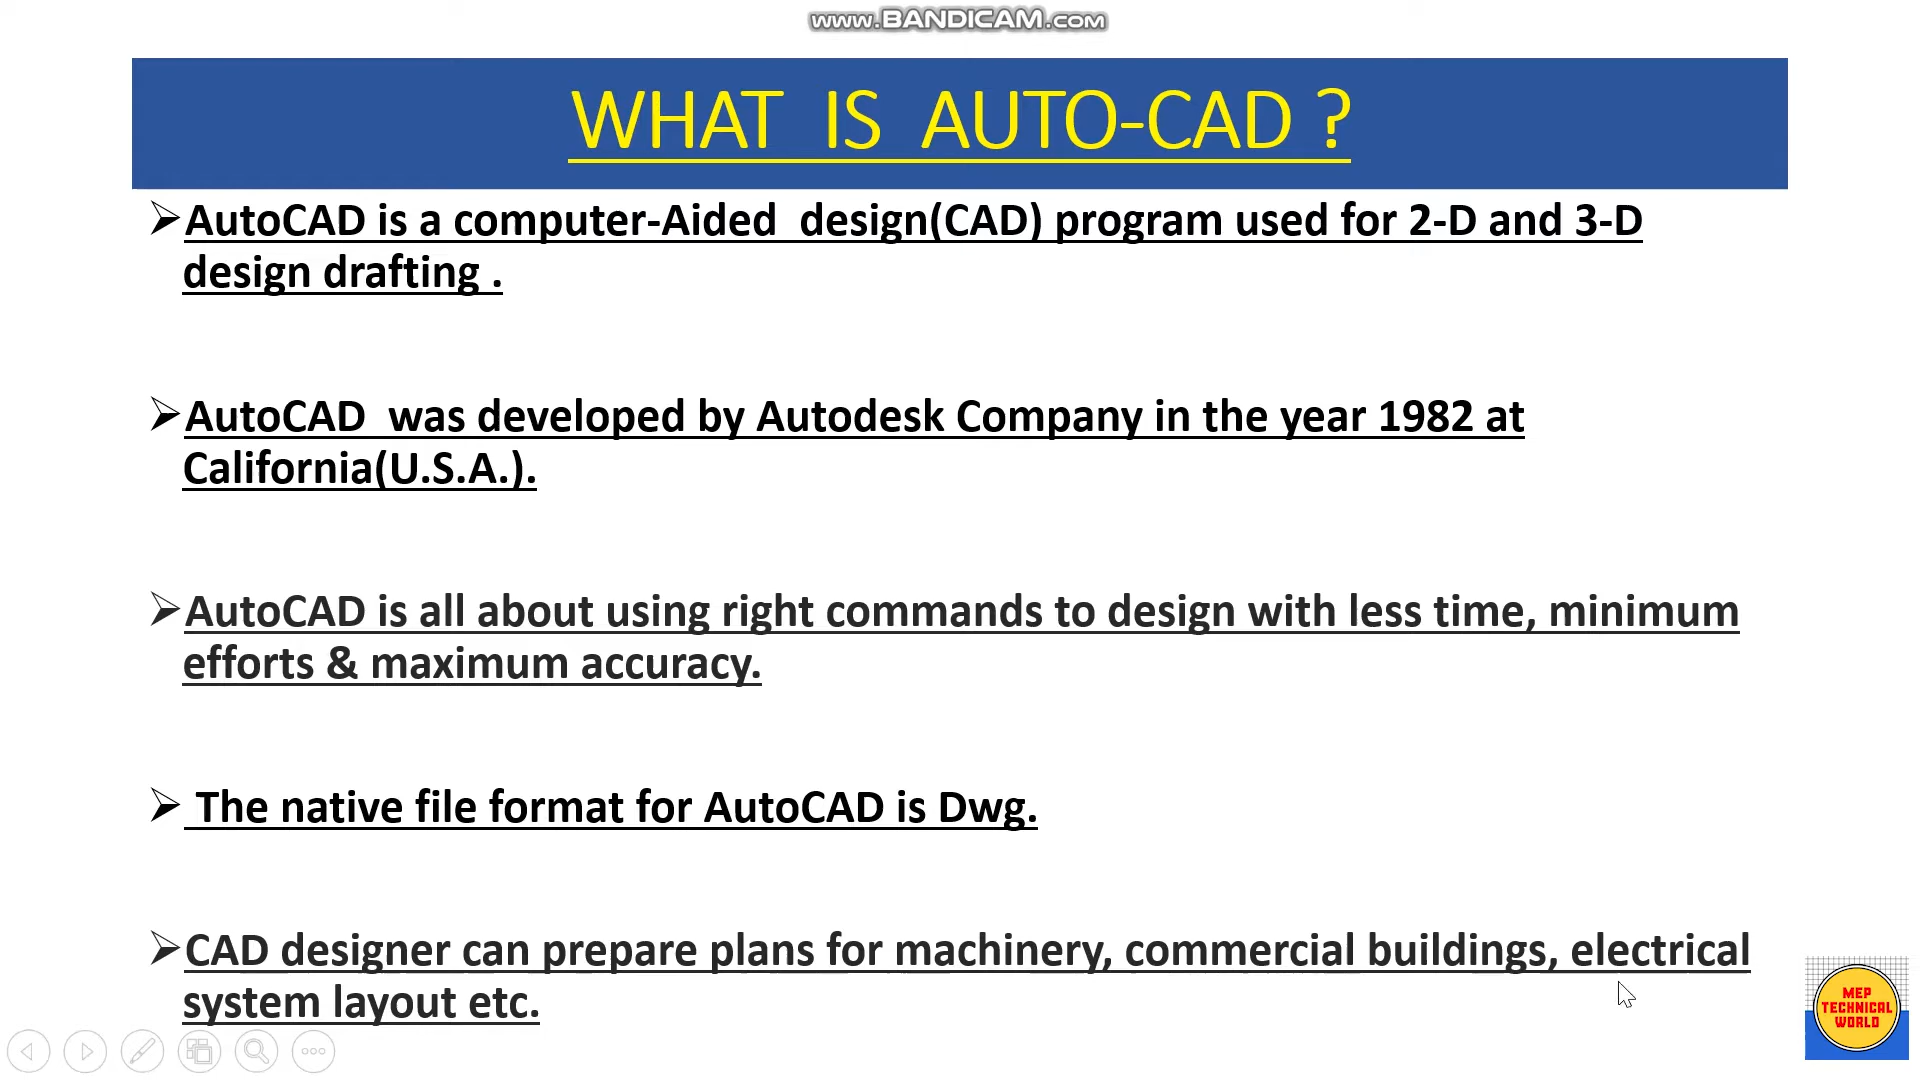 www.BANDICAM.com
WHAT IS AUTO-CAD ?
➢AutoCAD is a computer-Aided design(CAD) program used for 2-D and 3-D
design drafting .
➢AutoCAD was developed by Autodesk Company in the year 1982 at
California(U.S.A.).
➢AutoCAD is all about using right commands to design with less time, minimum
efforts & maximum accuracy.
➢ The native file format for AutoCAD is Dwg.
➢CAD designer can prepare plans for machinery, commercial buildings, electrical
system layout etc.
MEP
TECHNICAL
WORLD